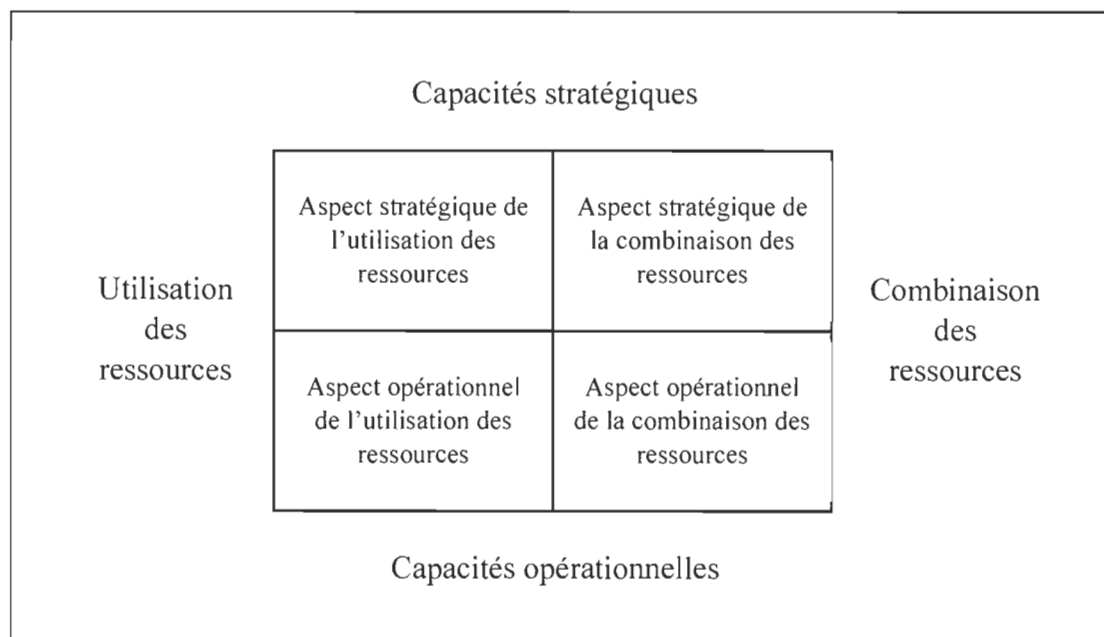 Capacités stratégiques
Aspect stratégique de
l'utilisation des
ressources
Aspect stratégique de
la combinaison des
ressources
Utilisation
des
ressources
Combinaison
des
ressources
Aspect opérationnel
de l'utilisation des
ressources
Aspect opérationnel
de la combinaison des
ressources
Capacités opérationnelles